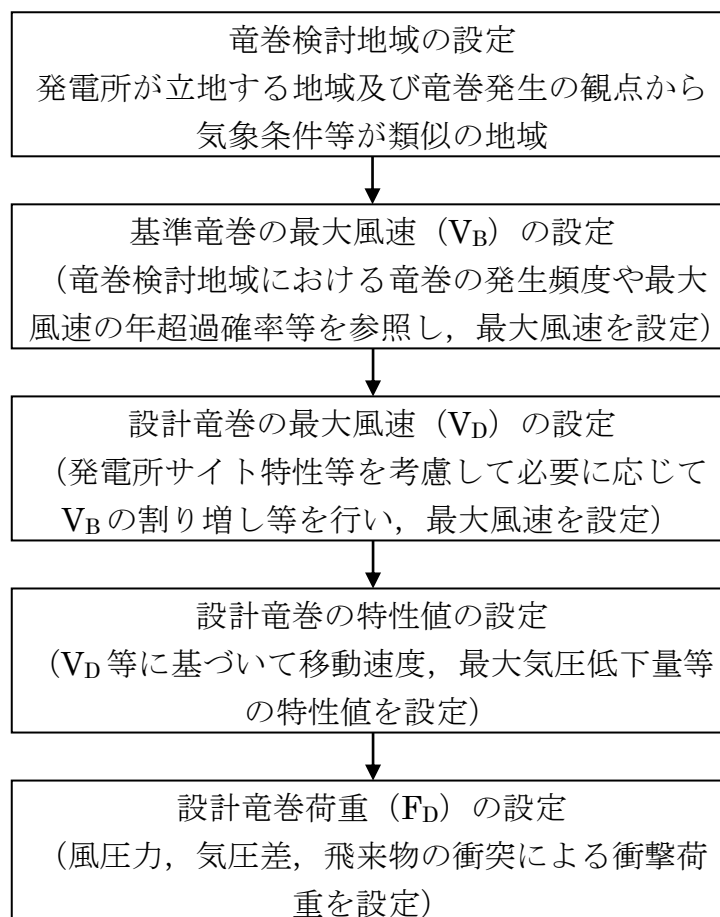 竜巻検討地域の設定
発電所が立地する地域及び竜巻発生の観点から
気象条件等が類似の地域
基準竜巻の最大風速（VB）の設定
（竜巻検討地域における竜巻の発生頻度や最大
風速の年超過確率等を参照し，最大風速を設定）
設計竜巻の最大風速（VD）の設定
（発電所サイト特性等を考慮して必要に応じて
VBの割り増し等を行い，最大風速を設定）
設計竜巻の特性値の設定
（VD等に基づいて移動速度，最大気圧低下量等
の特性値を設定）
設計竜巻荷重（FD）の設定
（風圧力，気圧差，飛来物の衝突による衝撃荷
重を設定）